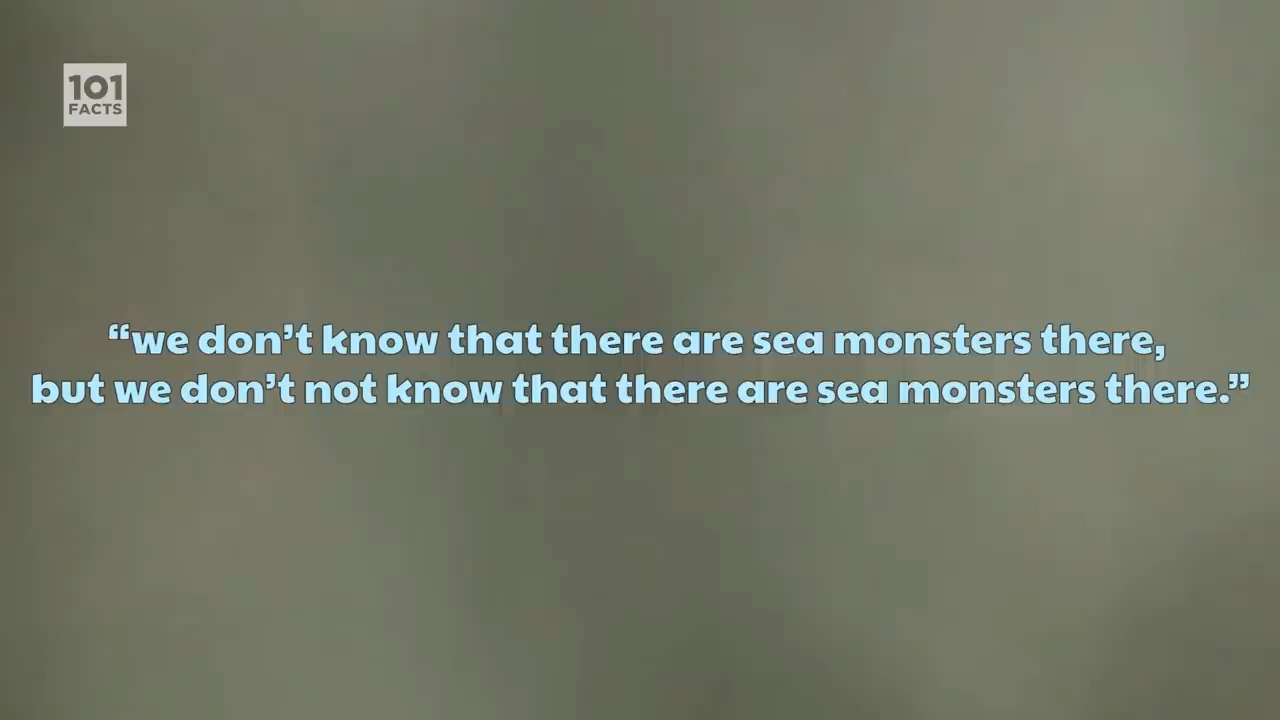 101
FACTS
“we don’t know that there are sea monsters there,
but we don’t not know that there are sea monsters there.”